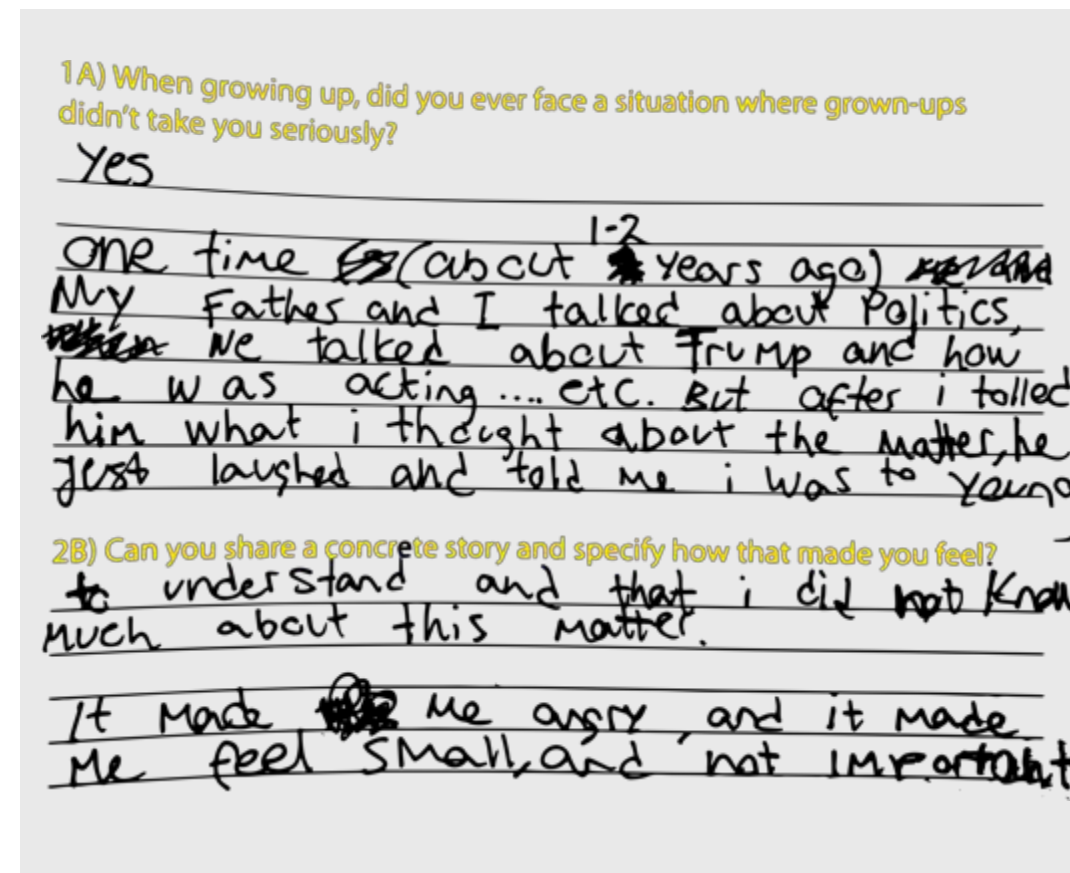 1A) When growing up, did you ever face a situation where grown-ups
didn't take you seriously?
Yes
1-2
one time (about years ago)
My Father and I talked about Politics,
We talked about Trump and how
he was acting .... etc. But after i tolled
him what i thought about the matter, he
just laughed and told me i was to young
2B) Can you share a concrete story and specify how that made you feel?
to understand and that i did not know
much about this matter.
It made me angry, and it made
me feel small, and not important